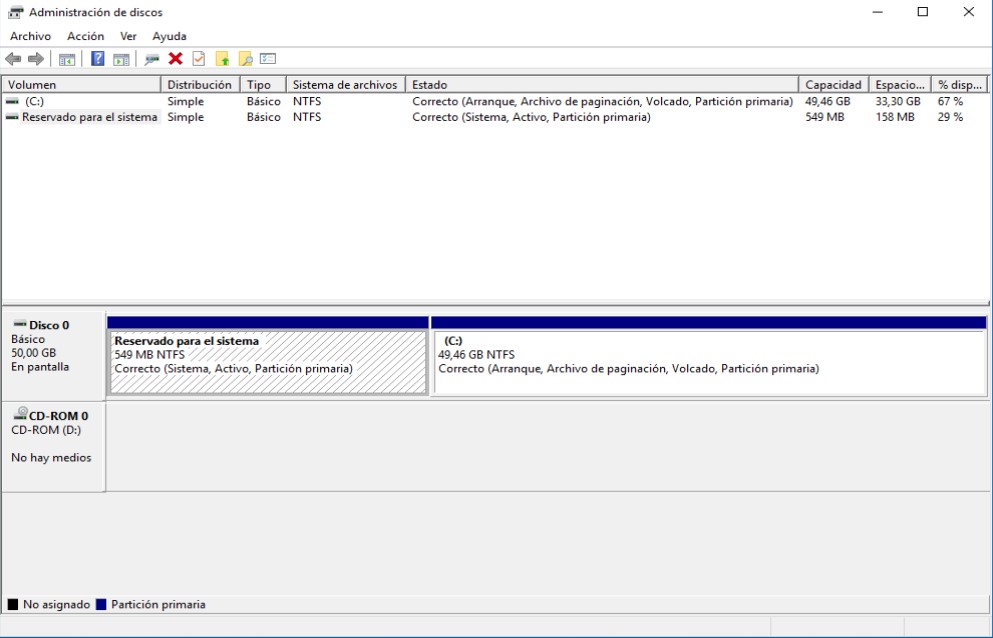 Administración de discos
Archivo Acción Ver Ayuda
Volumen Distribución Tipo Sistema de archivos Estado Capacidad Espacio... % disp...
(C:) Simple Básico NTFS Correcto (Arranque, Archivo de paginación, Volcado, Partición primaria) 49,46 GB 33,30 GB 67 %
Reservado para el sistema Simple Básico NTFS Correcto (Sistema, Activo, Partición primaria) 549 MB 158 MB 29 %
Disco 0
Básico
50,00 GB
En pantalla
Reservado para el sistema
549 MB NTFS
Correcto (Sistema, Activo, Partición primaria)
(C:)
49,46 GB NTFS
Correcto (Arranque, Archivo de paginación, Volcado, Partición primaria)
CD-ROM 0
CD-ROM (D:)
No hay medios
No asignado Partición primaria